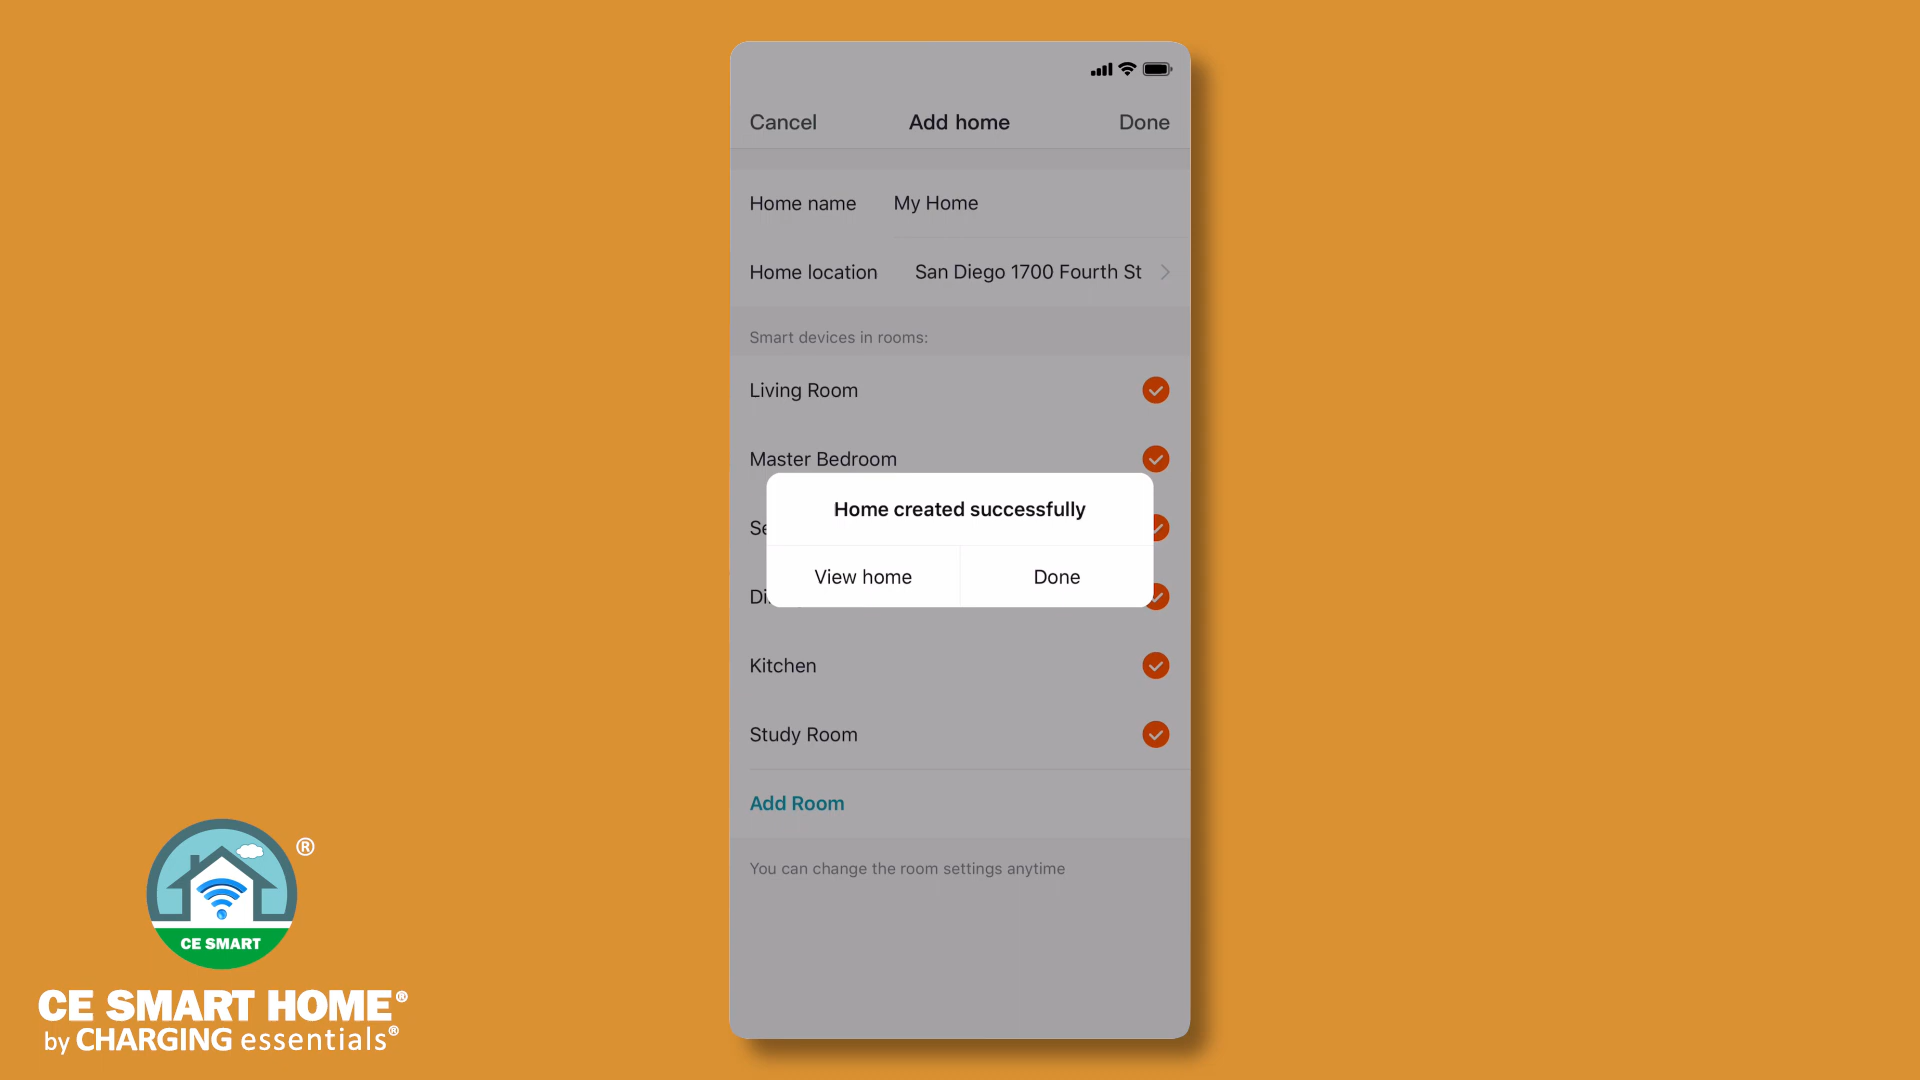 Cancel Add home Done
Home name My Home
Home location San Diego 1700 Fourth St
Smart devices in rooms:
Living Room
Master Bedroom
Home created successfully
View home Done
Kitchen
Study Room
Add Room
You can change the room settings anytime
®
CE SMART
CE SMART HOME®
by CHARGING essentials®